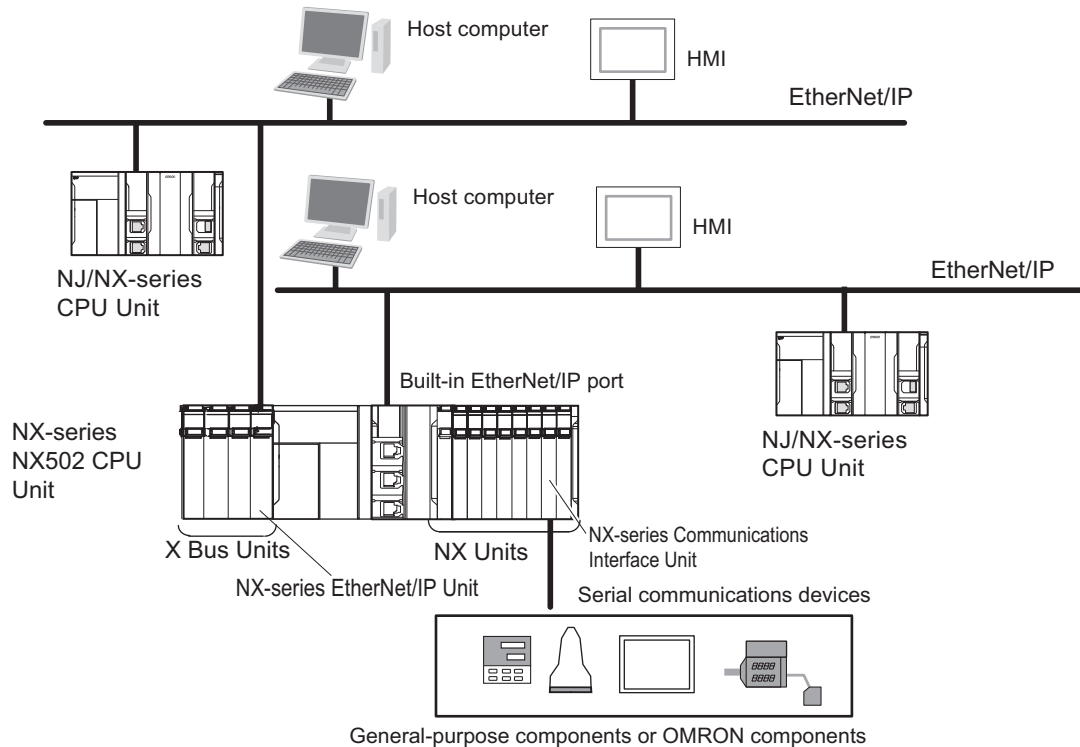 Host computer
HMI
EtherNet/IP
Host computer
HMI
NJ/NX-series
CPU Unit
EtherNet/IP
Built-in EtherNet/IP port
NX-series
NX502 CPU
Unit
NJ/NX-series
CPU Unit
X Bus Units
NX Units
NX-series Communications
Interface Unit
NX-series EtherNet/IP Unit
Serial communications devices
8888
8888
General-purpose components or OMRON components